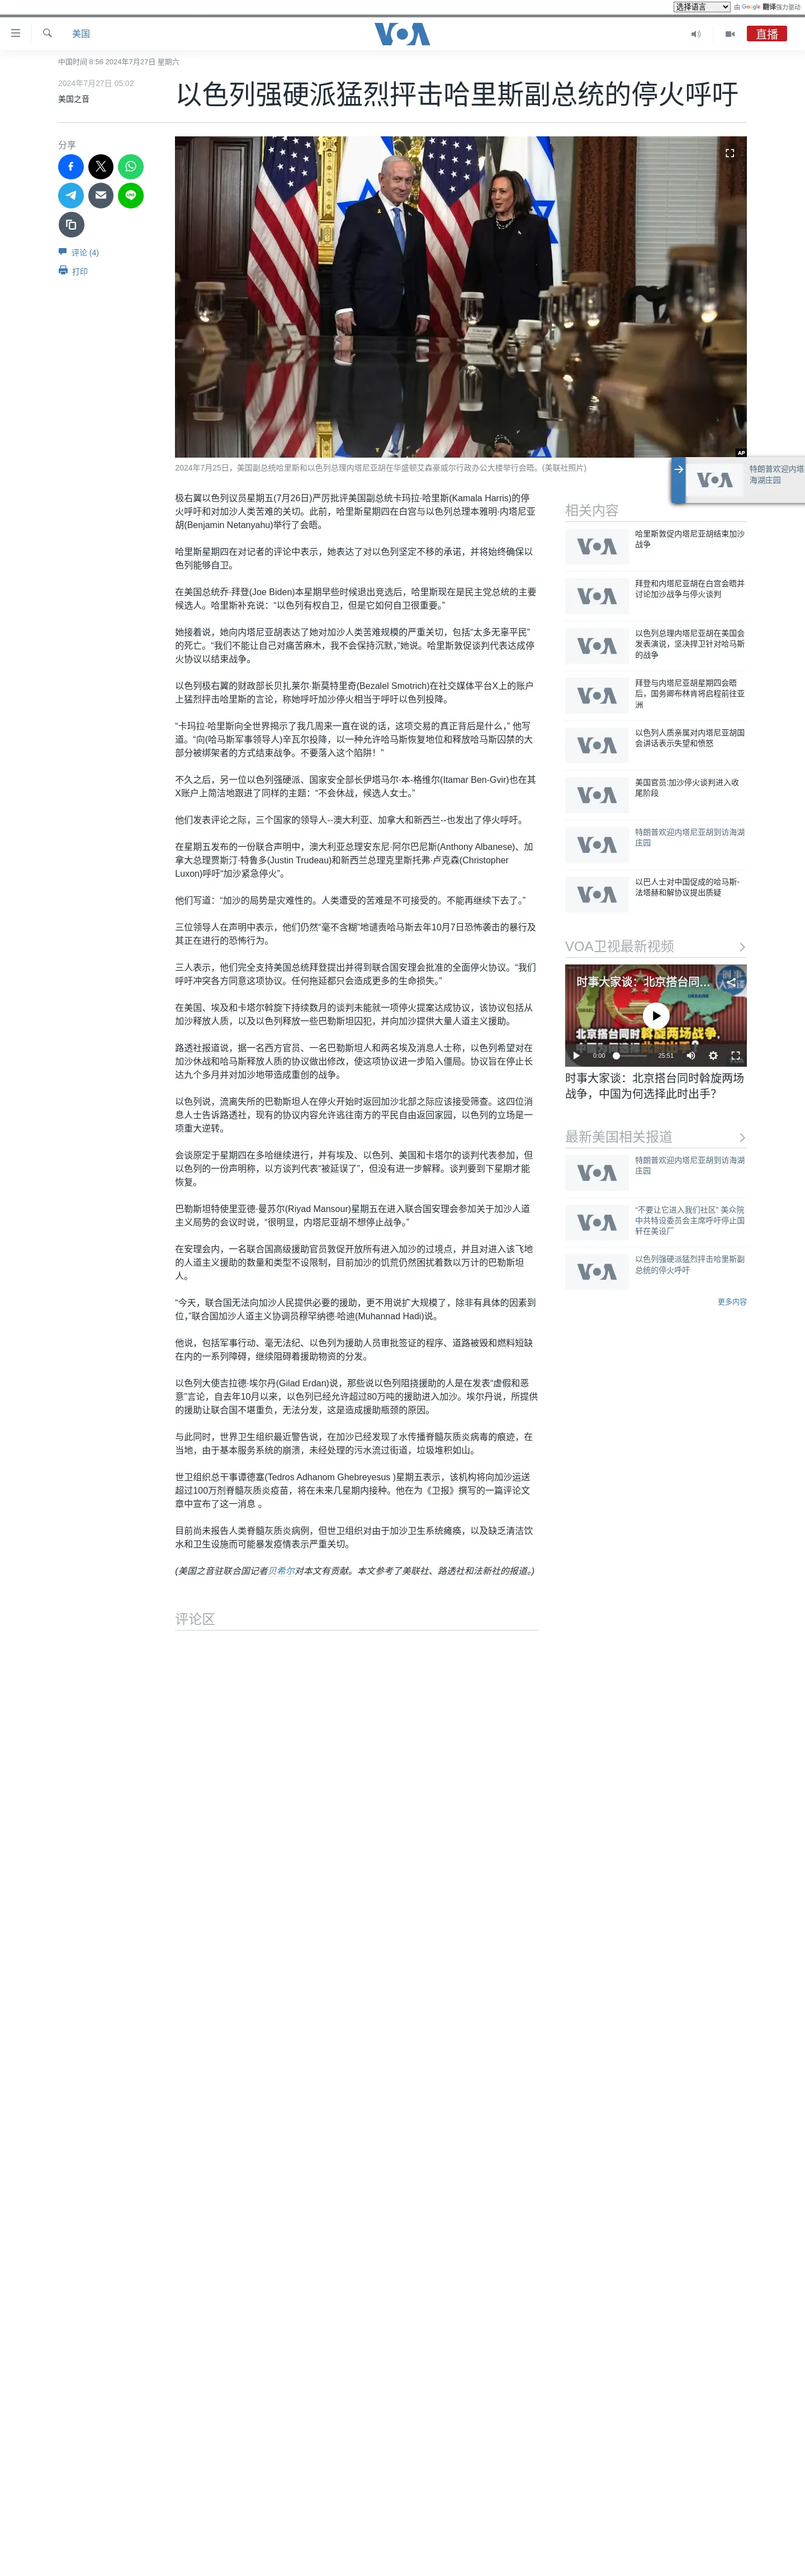 选择语言
由 Google 翻译强力驱动
美国
VOA
直播
中国时间 8:56 2024年7月27日 星期六
2024年7月27日 05:02
美国之音
以色列强硬派猛烈抨击哈里斯副总统的停火呼吁
分享
评论 (4)
打印
AP
2024年7月25日，美国副总统哈里斯和以色列总理内塔尼亚胡在华盛顿艾森豪威尔行政办公大楼举行会晤。(美联社照片)
特朗普欢迎内塔
海湖庄园
极右翼以色列议员星期五(7月26日)严厉批评美国副总统卡玛拉·哈里斯(Kamala Harris)的停
火呼吁和对加沙人类苦难的关切。此前，哈里斯星期四在白宫与以色列总理本雅明·内塔尼亚
胡(Benjamin Netanyahu)举行了会晤。
哈里斯星期四在对记者的评论中表示，她表达了对以色列坚定不移的承诺，并将始终确保以
色列能够自卫。
在美国总统乔·拜登(Joe Biden)本星期早些时候退出竞选后，哈里斯现在是民主党总统的主要
候选人。哈里斯补充说：“以色列有权自卫，但是它如何自卫很重要。”
她接着说，她向内塔尼亚胡表达了她对加沙人类苦难规模的严重关切，包括“太多无辜平民”
的死亡。“我们不能让自己对痛苦麻木，我不会保持沉默，”她说。哈里斯敦促谈判代表达成停
火协议以结束战争。
以色列极右翼的财政部长贝扎莱尔·斯莫特里奇(Bezalel Smotrich)在社交媒体平台X上的账户
上猛烈抨击哈里斯的言论，称她呼吁加沙停火相当于呼吁以色列投降。
“卡玛拉·哈里斯向全世界揭示了我几周来一直在说的话，这项交易的真正背后是什么，” 他写
道。“向(哈马斯军事领导人)辛瓦尔投降，以一种允许哈马斯恢复地位和释放哈马斯囚禁的大
部分被绑架者的方式结束战争。不要落入这个陷阱！”
不久之后，另一位以色列强硬派、国家安全部长伊塔马尔·本-格维尔(Itamar Ben-Gvir)也在其
X账户上简洁地跟进了同样的主题：“不会休战，候选人女士。”
他们发表评论之际，三个国家的领导人--澳大利亚、加拿大和新西兰--也发出了停火呼吁。
在星期五发布的一份联合声明中，澳大利亚总理安东尼·阿尔巴尼斯(Anthony Albanese)、加
拿大总理贾斯汀·特鲁多(Justin Trudeau)和新西兰总理克里斯托弗·卢克森(Christopher
Luxon)呼吁“加沙紧急停火”。
他们写道：“加沙的局势是灾难性的。人类遭受的苦难是不可接受的。不能再继续下去了。”
三位领导人在声明中表示，他们仍然“毫不含糊”地谴责哈马斯去年10月7日恐怖袭击的暴行及
其正在进行的恐怖行为。
三人表示，他们完全支持美国总统拜登提出并得到联合国安理会批准的全面停火协议。“我们
呼吁冲突各方同意这项协议。任何拖延都只会造成更多的生命损失。”
在美国、埃及和卡塔尔斡旋下持续数月的谈判未能就一项停火提案达成协议，该协议包括从
加沙释放人质，以及以色列释放一些巴勒斯坦囚犯，并向加沙提供大量人道主义援助。
路透社报道说，据一名西方官员、一名巴勒斯坦人和两名埃及消息人士称，以色列希望对在
加沙休战和哈马斯释放人质的协议做出修改，使这项协议进一步陷入僵局。协议旨在停止长
达九个多月并对加沙地带造成重创的战争。
以色列说，流离失所的巴勒斯坦人在停火开始时返回加沙北部之际应该接受筛查。这四位消
息人士告诉路透社，现有的协议内容允许逃往南方的平民自由返回家园，以色列的立场是一
项重大逆转。
会谈原定于星期四在多哈继续进行，并有埃及、以色列、美国和卡塔尔的谈判代表参加，但
以色列的一份声明称，以方谈判代表“被延误了”，但没有进一步解释。谈判要到下星期才能
恢复。
巴勒斯坦特使里亚德·曼苏尔(Riyad Mansour)星期五在进入联合国安理会参加关于加沙人道
主义局势的会议时说，“很明显，内塔尼亚胡不想停止战争。”
在安理会内，一名联合国高级援助官员敦促开放所有进入加沙的过境点，并且对进入该飞地
的人道主义援助的数量和类型不设限制，目前加沙的饥荒仍然困扰着数以万计的巴勒斯坦
人。
“今天，联合国无法向加沙人民提供必要的援助，更不用说扩大规模了，除非有具体的因素到
位，”联合国加沙人道主义协调员穆罕纳德·哈迪(Muhannad Hadi)说。
他说，包括军事行动、毫无法纪、以色列为援助人员审批签证的程序、道路被毁和燃料短缺
在内的一系列障碍，继续阻碍着援助物资的分发。
以色列大使吉拉德·埃尔丹(Gilad Erdan)说，那些说以色列阻挠援助的人是在发表“虚假和恶
意”言论，自去年10月以来，以色列已经允许超过80万吨的援助进入加沙。埃尔丹说，所提供
的援助让联合国不堪重负，无法分发，这是造成援助瓶颈的原因。
与此同时，世界卫生组织最近警告说，在加沙已经发现了水传播脊髓灰质炎病毒的痕迹，在
当地，由于基本服务系统的崩溃，未经处理的污水流过街道，垃圾堆积如山。
世卫组织总干事谭德塞(Tedros Adhanom Ghebreyesus )星期五表示，该机构将向加沙运送
超过100万剂脊髓灰质炎疫苗，将在未来几星期内接种。他在为《卫报》撰写的一篇评论文
章中宣布了这一消息 。
目前尚未报告人类脊髓灰质炎病例，但世卫组织对由于加沙卫生系统瘫痪，以及缺乏清洁饮
水和卫生设施而可能暴发疫情表示严重关切。
(美国之音驻联合国记者贝希尔对本文有贡献。本文参考了美联社、路透社和法新社的报道。)
评论区
相关内容
VOA
哈里斯敦促内塔尼亚胡结束加沙
战争
VOA
拜登和内塔尼亚胡在白宫会晤并
讨论加沙战争与停火谈判
VOA
以色列总理内塔尼亚胡在美国会
发表演说，坚决捍卫针对哈马斯
的战争
VOA
拜登与内塔尼亚胡星期四会晤
后，国务卿布林肯将启程前往亚
洲
VOA
以色列人质亲属对内塔尼亚胡国
会讲话表示失望和愤怒
VOA
美国官员:加沙停火谈判进入收
尾阶段
VOA
特朗普欢迎内塔尼亚胡到访海湖
庄园
VOA
以巴人士对中国促成的哈马斯-
法塔赫和解协议提出质疑
VOA卫视最新视频
时事大家谈：北京搭台同…
北京搭台同时斡旋两场战争，
0:00
25:51
时事大家谈：北京搭台同时斡旋两场
战争，中国为何选择此时出手？
最新美国相关报道
VOA
特朗普欢迎内塔尼亚胡到访海湖
庄园
VOA
“不要让它进入我们社区” 美众院
中共特设委员会主席呼吁停止国
轩在美设厂
VOA
以色列强硬派猛烈抨击哈里斯副
总统的停火呼吁
更多内容